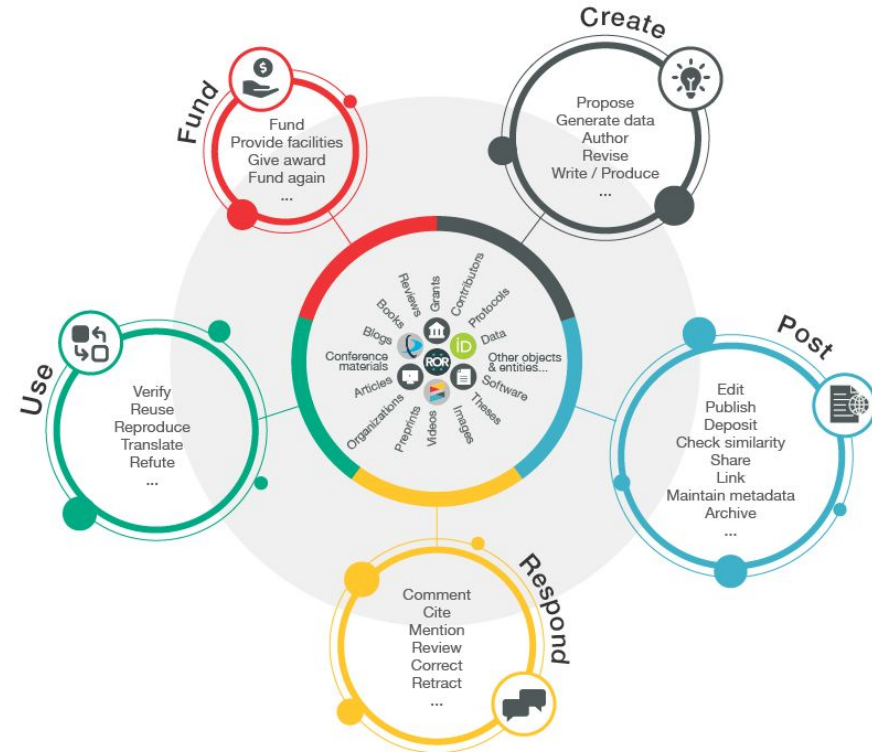 Fund
$
Fund
Provide facilities
Give award
Fund again
...
Create
Propose
Generate data
Author
Revise
Write / Produce
...
Post
Edit
Publish
Deposit
Check similarity
Share
Link
Maintain metadata
Archive
...
Respond
Comment
Cite
Mention
Review
Correct
Retract
...
Use
Verify
Reuse
Reproduce
Translate
Refute
...
Grants
Contributors
Protocols
Data
Other objects
& entities...
Software
Theses
Images
Videos
Preprints
Organizations
Articles
Conference
materials
Blogs
Books
Reviews
iD
ROR